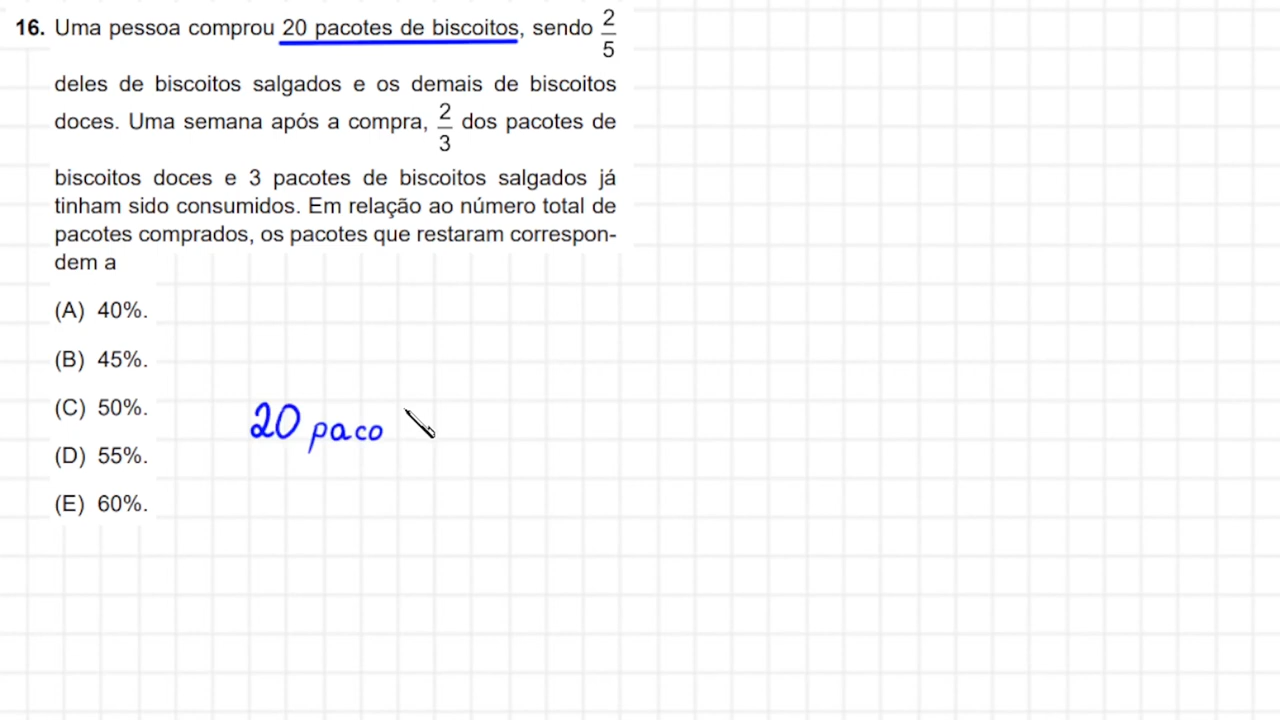 16. Uma pessoa comprou 20 pacotes de biscoitos, sendo 2/5
deles de biscoitos salgados e os demais de biscoitos
doces. Uma semana após a compra, 2/3 dos pacotes de
biscoitos doces e 3 pacotes de biscoitos salgados já
tinham sido consumidos. Em relação ao número total de
pacotes comprados, os pacotes que restaram correspon-
dem a
(A) 40%.
(B) 45%.
(C) 50%.
(D) 55%.
(E) 60%.
20 paco